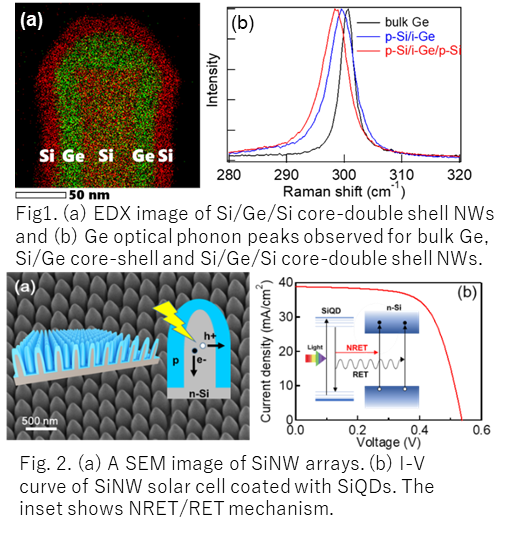 (a)
Si Ge Si Ge Si
50 nm
(b)
bulk Ge
p-Si/i-Ge
p-Si/i-Ge/p-Si
Intensity
280 290 300 310 320
Raman shift (cm-1)
Fig1. (a) EDX image of Si/Ge/Si core-double shell NWs
and (b) Ge optical phonon peaks observed for bulk Ge,
Si/Ge core-shell and Si/Ge/Si core-double shell NWs.
(a)
h+
e-
p
n-Si
500 nm
(b)
Current density (mA/cm2)
40
30
20
10
0
SiQD
n-Si
Light
NRET
RET
0.0 0.2 0.4 0.6
Voltage (V)
Fig. 2. (a) A SEM image of SiNW arrays. (b) I-V
curve of SiNW solar cell coated with SiQDs. The
inset shows NRET/RET mechanism.